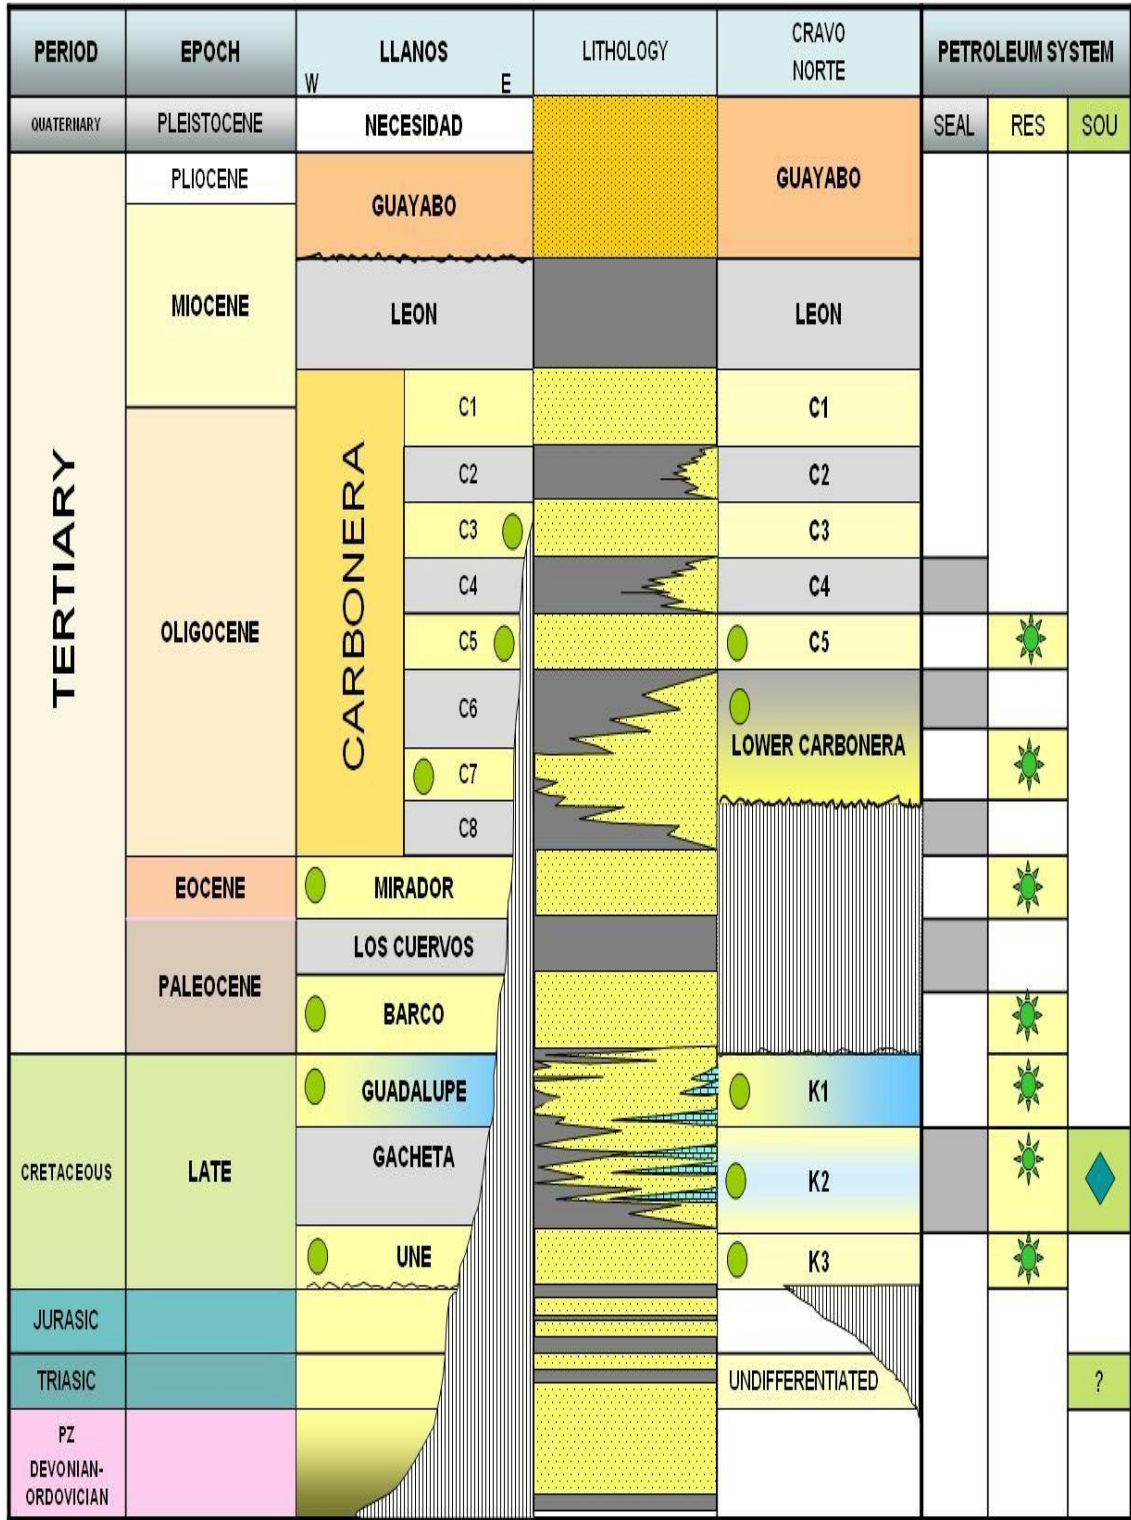 PERIOD
EPOCH
LLANOS
W E
LITHOLOGY
CRAVO
NORTE
PETROLEUM SYSTEM
QUATERNARY
PLEISTOCENE
NECESIDAD
GUAYABO
SEAL
RES
SOU
TERTIARY
PLIOCENE
GUAYABO
MIOCENE
LEON
LEON
CARBONERA
C1
C1
C2
C2
C3
C3
C4
C4
OLIGOCENE
C5
C5
C6
LOWER CARBONERA
C7
C8
EOCENE
MIRADOR
PALEOCENE
LOS CUERVOS
BARCO
CRETACEOUS
LATE
GUADALUPE
K1
GACHETA
K2
UNE
K3
JURASIC
TRIASIC
UNDIFFERENTIATED
?
PZ
DEVONIAN-
ORDOVICIAN